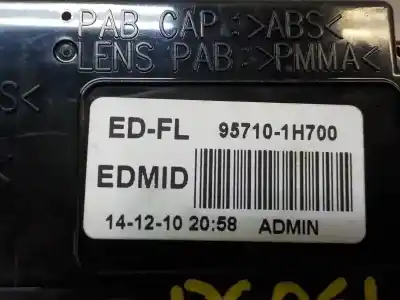 PAB CAP :>ABS<
LENS PAB:>PMMA<
S<
ED-FL 95710-1H700
EDMID
14-12-10 20:58 ADMIN